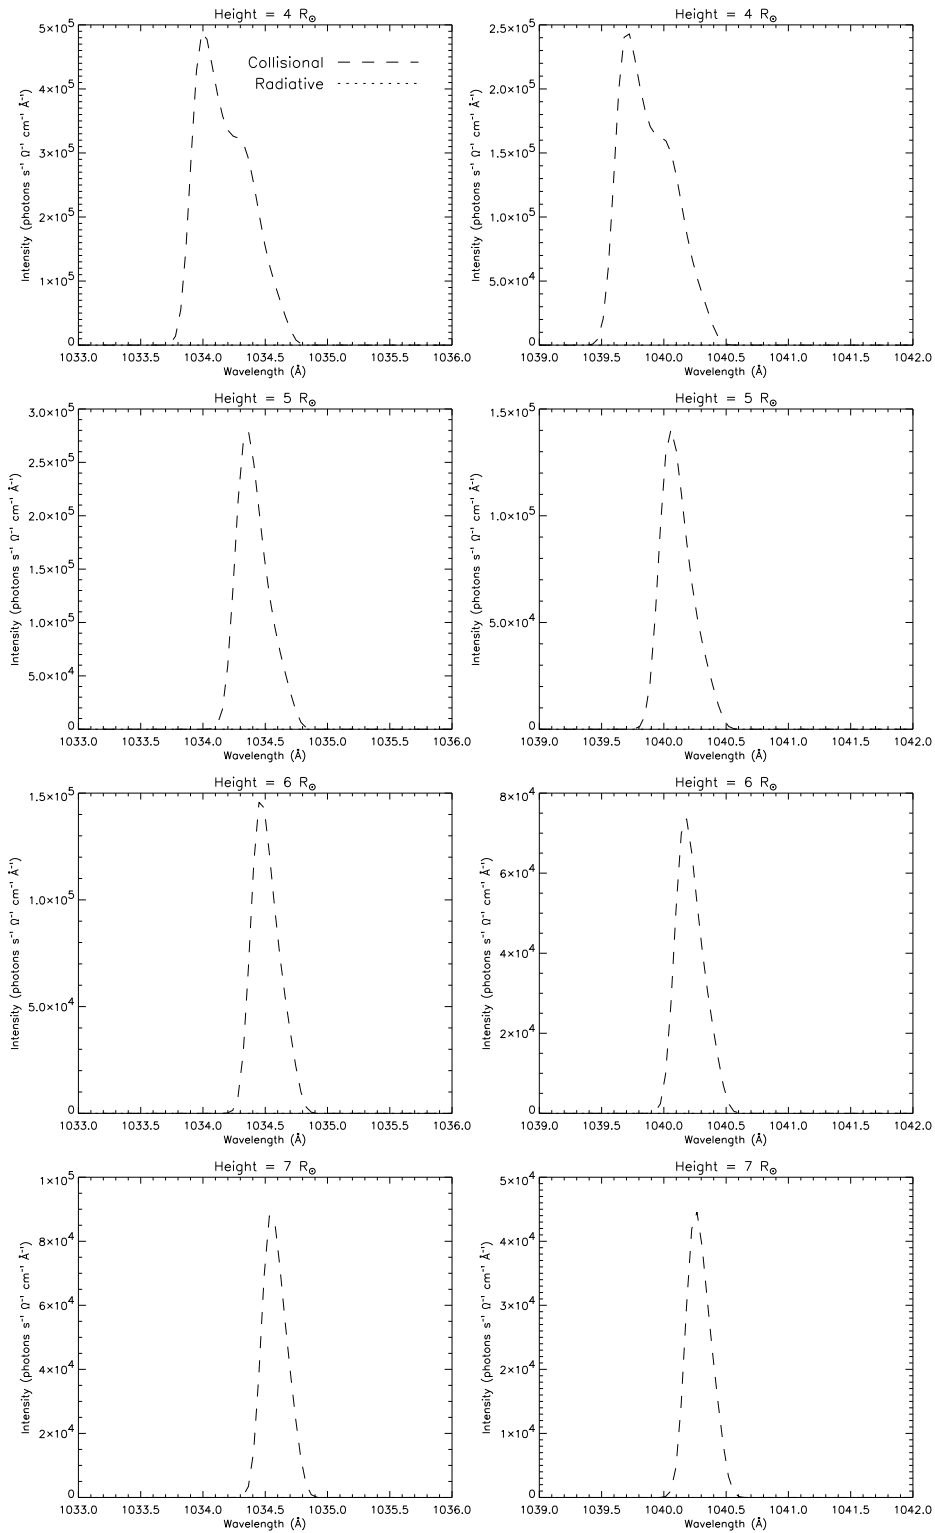 Height = 4 R⊙
Intensity (photons s⁻¹ Ω⁻¹ cm⁻¹ Å⁻¹)
5×10⁵
4×10⁵
3×10⁵
2×10⁵
1×10⁵
0
Collisional
Radiative
1033.0 1033.5 1034.0 1034.5 1035.0 1035.5 1036.0
Wavelength (Å)
Height = 4 R⊙
Intensity (photons s⁻¹ Ω⁻¹ cm⁻¹ Å⁻¹)
2.5×10⁵
2.0×10⁵
1.5×10⁵
1.0×10⁵
5.0×10⁴
0
1039.0 1039.5 1040.0 1040.5 1041.0 1041.5 1042.0
Wavelength (Å)
Height = 5 R⊙
Intensity (photons s⁻¹ Ω⁻¹ cm⁻¹ Å⁻¹)
3.0×10⁵
2.5×10⁵
2.0×10⁵
1.5×10⁵
1.0×10⁵
5.0×10⁴
0
1033.0 1033.5 1034.0 1034.5 1035.0 1035.5 1036.0
Wavelength (Å)
Height = 5 R⊙
Intensity (photons s⁻¹ Ω⁻¹ cm⁻¹ Å⁻¹)
1.5×10⁵
1.0×10⁵
5.0×10⁴
0
1039.0 1039.5 1040.0 1040.5 1041.0 1041.5 1042.0
Wavelength (Å)
Height = 6 R⊙
Intensity (photons s⁻¹ Ω⁻¹ cm⁻¹ Å⁻¹)
1.5×10⁵
1.0×10⁵
5.0×10⁴
0
1033.0 1033.5 1034.0 1034.5 1035.0 1035.5 1036.0
Wavelength (Å)
Height = 6 R⊙
Intensity (photons s⁻¹ Ω⁻¹ cm⁻¹ Å⁻¹)
8×10⁴
6×10⁴
4×10⁴
2×10⁴
0
1039.0 1039.5 1040.0 1040.5 1041.0 1041.5 1042.0
Wavelength (Å)
Height = 7 R⊙
Intensity (photons s⁻¹ Ω⁻¹ cm⁻¹ Å⁻¹)
1×10⁵
8×10⁴
6×10⁴
4×10⁴
2×10⁴
0
1033.0 1033.5 1034.0 1034.5 1035.0 1035.5 1036.0
Wavelength (Å)
Height = 7 R⊙
Intensity (photons s⁻¹ Ω⁻¹ cm⁻¹ Å⁻¹)
5×10⁴
4×10⁴
3×10⁴
2×10⁴
1×10⁴
0
1039.0 1039.5 1040.0 1040.5 1041.0 1041.5 1042.0
Wavelength (Å)